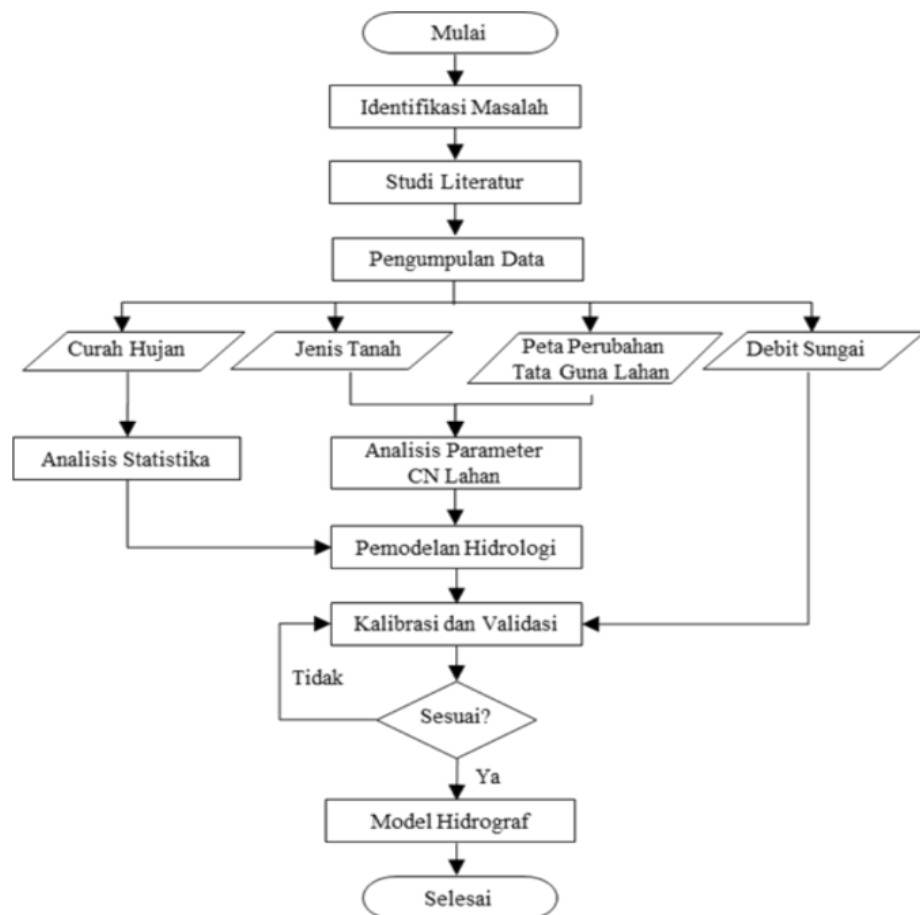 Mulai
Identifikasi Masalah
Studi Literatur
Pengumpulan Data
Curah Hujan
Jenis Tanah
Peta Perubahan
Tata Guna Lahan
Debit Sungai
Analisis Statistika
Analisis Parameter
CN Lahan
Pemodelan Hidrologi
Kalibrasi dan Validasi
Tidak
Sesuai?
Ya
Model Hidrograf
Selesai